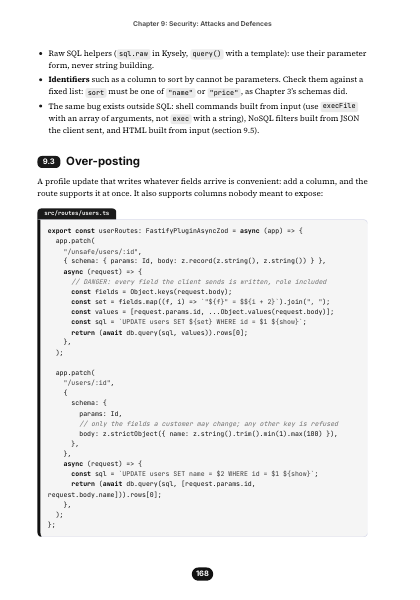 Chapter 9: Security: Attacks and Defences
• Raw SQL helpers ( sql.raw in Kysely, query() with a template): use their parameter
form, never string building.
• Identifiers such as a column to sort by cannot be parameters. Check them against a
fixed list: sort must be one of "name" or "price", as Chapter 3's schemas did.
• The same bug exists outside SQL: shell commands built from input (use execFile
with an array of arguments, not exec with a string), NoSQL filters built from JSON
the client sent, and HTML built from input (section 9.5).
9.3 Over-posting
A profile update that writes whatever fields arrive is convenient: add a column, and the
route supports it at once. It also supports columns nobody meant to expose:
src/routes/users.ts
export const userRoutes: FastifyPluginAsyncZod = async (app) => {
  app.patch(
    "/unsafe/users/:id",
    { schema: { params: Id, body: z.record(z.string(), z.string()) } },
    async (request) => {
      // DANGER: every field the client sends is written, role included
      const fields = Object.keys(request.body);
      const set = fields.map((f, i) => `"${f}" = $${i + 2}`).join(", ");
      const values = [request.params.id, ...Object.values(request.body)];
      const sql = `UPDATE users SET ${set} WHERE id = $1 ${show}`;
      return (await db.query(sql, values)).rows[0];
    },
  );

  app.patch(
    "/users/:id",
    {
      schema: {
        params: Id,
        // only the fields a customer may change; any other key is refused
        body: z.strictObject({ name: z.string().trim().min(1).max(100) }),
      },
    },
    async (request) => {
      const sql = `UPDATE users SET name = $2 WHERE id = $1 ${show}`;
      return (await db.query(sql, [request.params.id,
request.body.name])).rows[0];
    },
  );
};
168